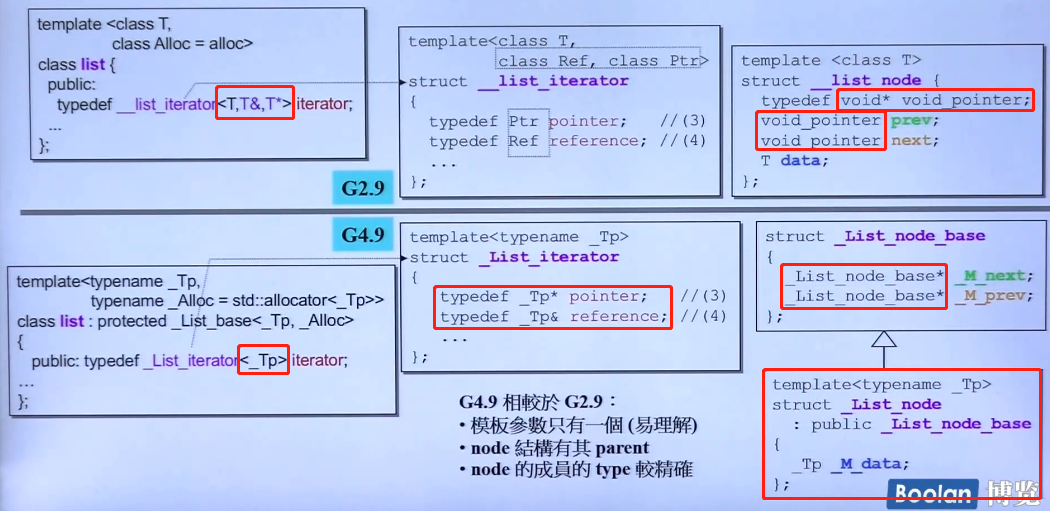 template <class T,
class Alloc = alloc>
class list {
public:
typedef __list_iterator<T,T&,T*> iterator;
...
};
template<class T,
class Ref, class Ptr>
struct __list_iterator
{
typedef Ptr pointer; //(3)
typedef Ref reference; //(4)
...
};
template <class T>
struct __list_node {
typedef void* void_pointer;
void_pointer prev;
void_pointer next;
T data;
};
G2.9
G4.9
template<typename _Tp,
typename _Alloc = std::allocator<_Tp>>
class list : protected _List_base<_Tp, _Alloc>
{
public: typedef _List_iterator<_Tp> iterator;
...
};
template<typename _Tp>
struct _List_iterator
{
typedef _Tp* pointer; //(3)
typedef _Tp& reference; //(4)
...
};
struct _List_node_base
{
_List_node_base* _M_next;
_List_node_base* _M_prev;
};
template<typename _Tp>
struct _List_node
: public _List_node_base
{
_Tp _M_data;
};
G4.9 相較於 G2.9：
• 模板參數只有一個 (易理解)
• node 結構有其 parent
• node 的成員的 type 較精確
Boolan 博览